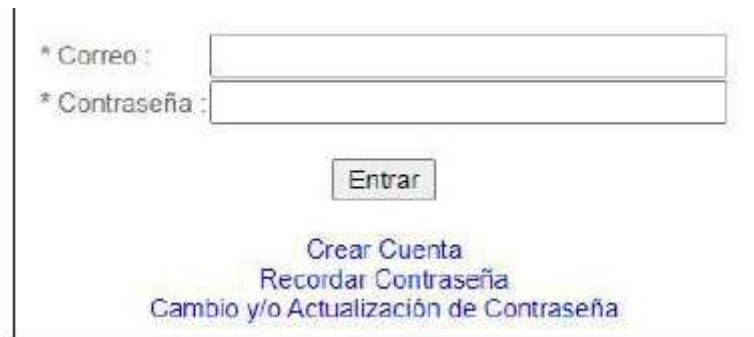 * Correo :
* Contraseña :
Entrar
Crear Cuenta
Recordar Contraseña
Cambio y/o Actualización de Contraseña